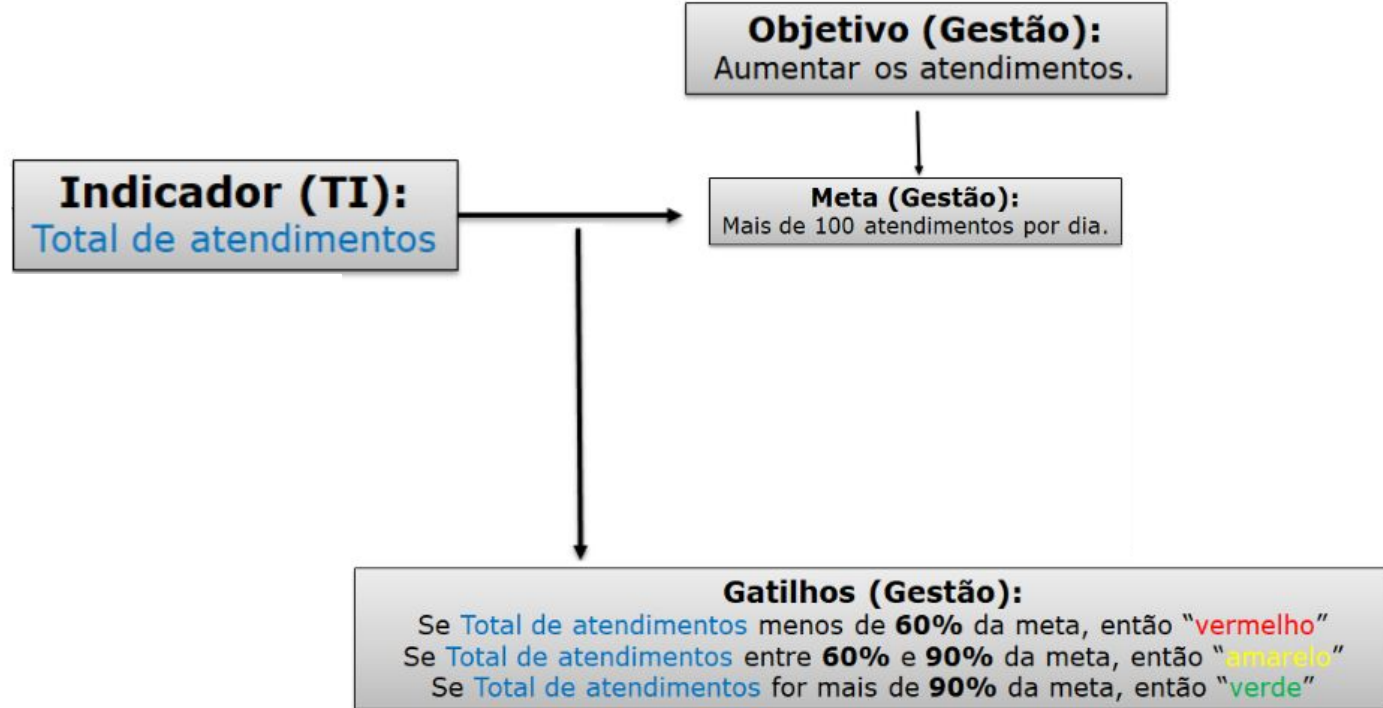 Objetivo (Gestão):
Aumentar os atendimentos.
Indicador (TI):
Total de atendimentos
Meta (Gestão):
Mais de 100 atendimentos por dia.
Gatilhos (Gestão):
Se Total de atendimentos menos de 60% da meta, então “vermelho”
Se Total de atendimentos entre 60% e 90% da meta, então “amarelo”
Se Total de atendimentos for mais de 90% da meta, então “verde”